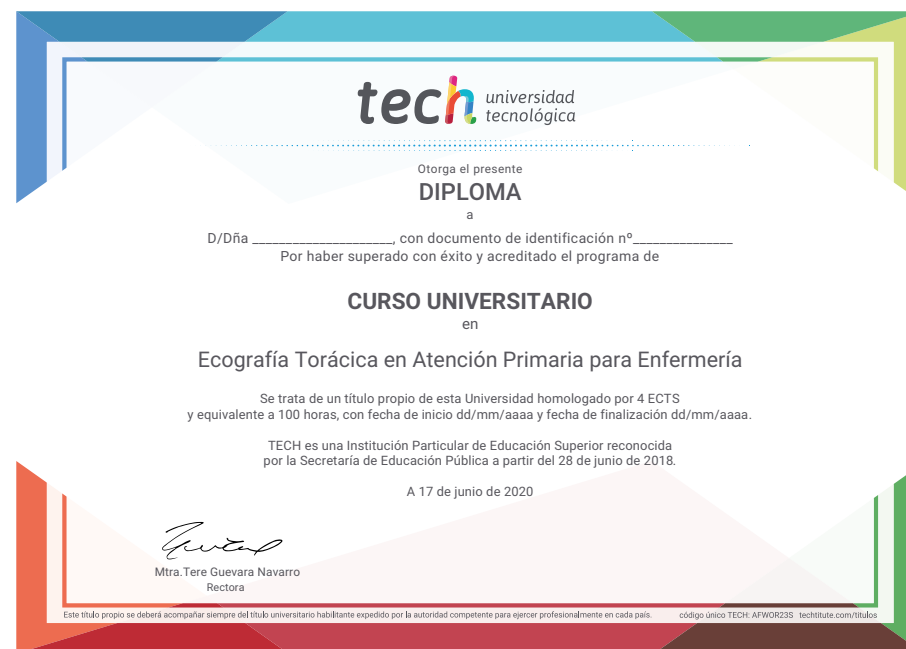 tech universidad
tecnológica
Otorga el presente
DIPLOMA
a
D/Dña _____________________, con documento de identificación nº_______________
Por haber superado con éxito y acreditado el programa de
CURSO UNIVERSITARIO
en
Ecografía Torácica en Atención Primaria para Enfermería
Se trata de un título propio de esta Universidad homologado por 4 ECTS
y equivalente a 100 horas, con fecha de inicio dd/mm/aaaa y fecha de finalización dd/mm/aaaa.
TECH es una Institución Particular de Educación Superior reconocida
por la Secretaría de Educación Pública a partir del 28 de junio de 2018.
A 17 de junio de 2020
Mtra.Tere Guevara Navarro
Rectora
Este título propio se deberá acompañar siempre del título universitario habilitante expedido por la autoridad competente para ejercer profesionalmente en cada país. código único TECH: AFWOR23S techtitute.com/titulos